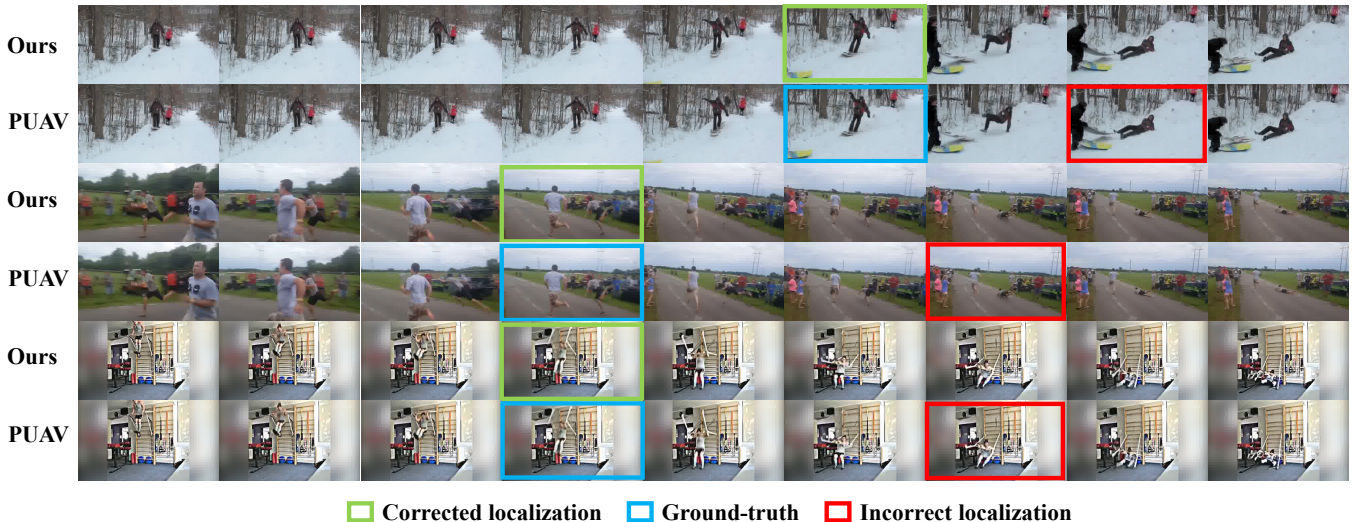 Ours
PUAV
Ours
PUAV
Ours
PUAV
Corrected localization Ground-truth Incorrect localization